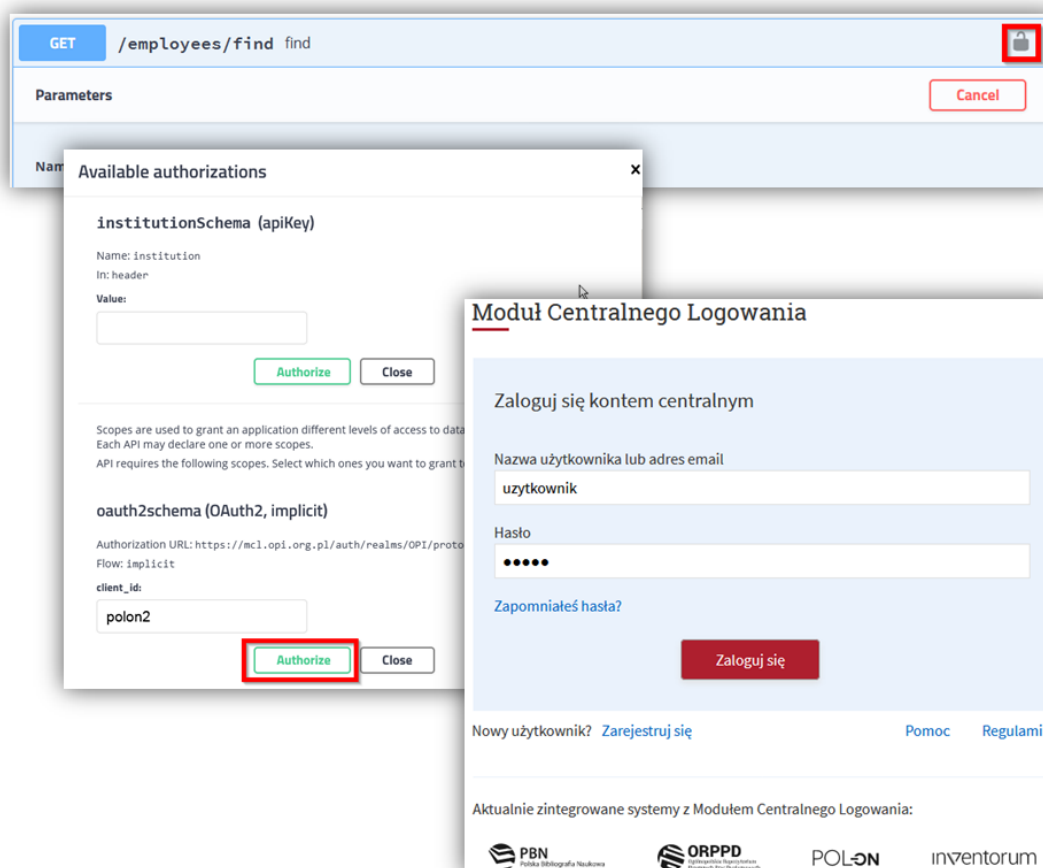 GET /employees/find find
Parameters Cancel
Nam
Available authorizations x
institutionSchema (apiKey)
Name: institution
In: header
Value:
Authorize Close
Scopes are used to grant an application different levels of access to data
Each API may declare one or more scopes.
API requires the following scopes. Select which ones you want to grant t
oauth2schema (OAuth2, implicit)
Authorization URL: https://mcl.opi.org.pl/auth/realms/OPI/proto
Flow: implicit
client_id:
polon2
Authorize Close
Moduł Centralnego Logowania
Zaloguj się kontem centralnym
Nazwa użytkownika lub adres email
uzytkownik
Hasło
•••••
Zapomniałeś hasła?
Zaloguj się
Nowy użytkownik? Zarejestruj się Pomoc Regulami
Aktualnie zintegrowane systemy z Modułem Centralnego Logowania:
PBN
Polska Bibliografia Naukowa
ORPPD
POL-ON
inventorum